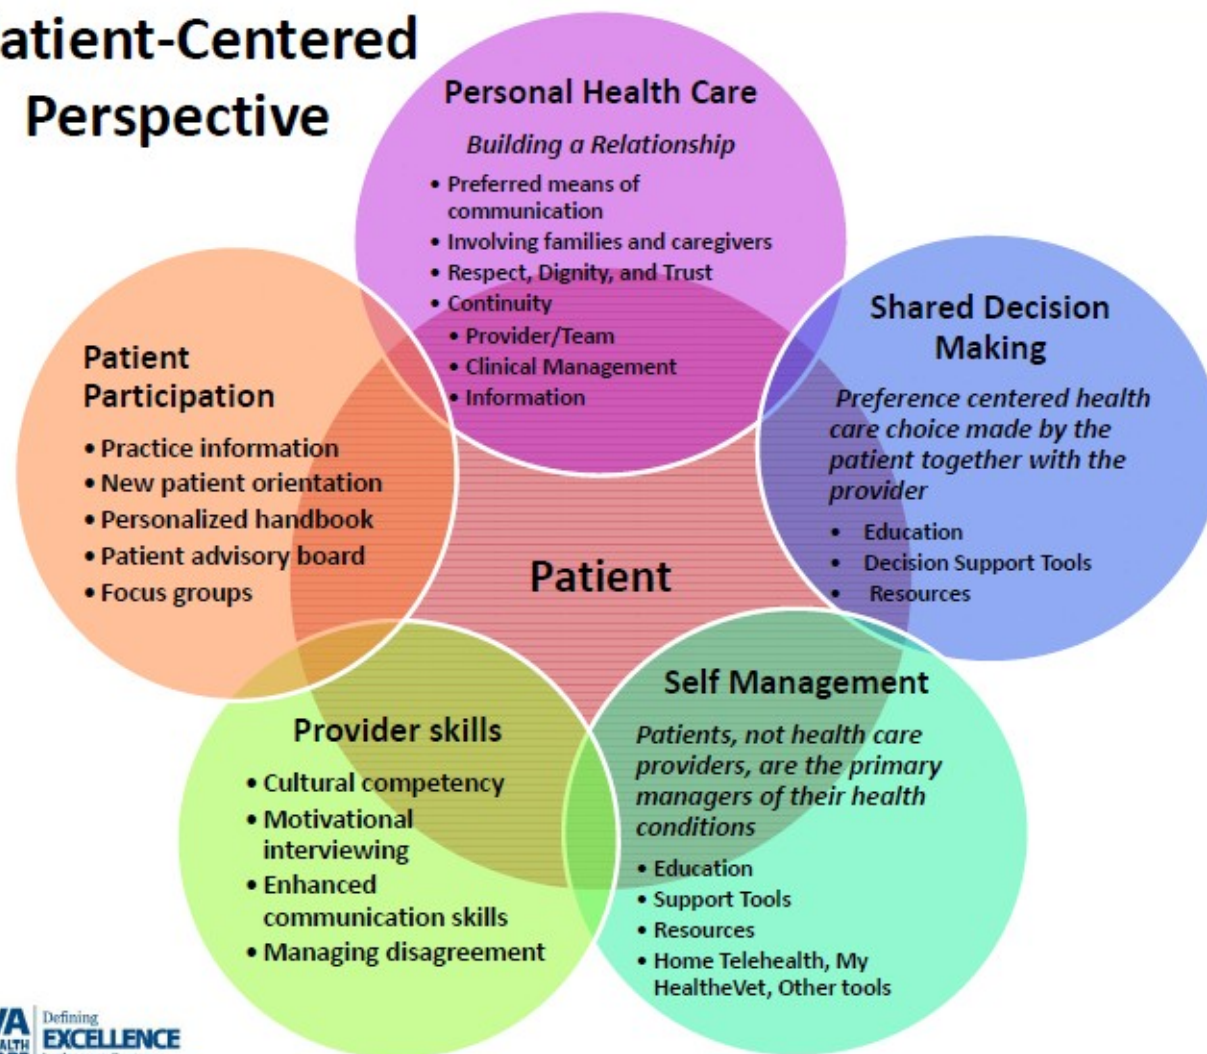 atient-Centered
Perspective
Personal Health Care
Building a Relationship
• Preferred means of
communication
• Involving families and caregivers
• Respect, Dignity, and Trust
• Continuity
• Provider/Team
• Clinical Management
• Information
Shared Decision
Making
Preference centered health
care choice made by the
patient together with the
provider
• Education
• Decision Support Tools
• Resources
Patient
Participation
• Practice information
• New patient orientation
• Personalized handbook
• Patient advisory board
• Focus groups
Patient
Provider skills
• Cultural competency
• Motivational
interviewing
• Enhanced
communication skills
• Managing disagreement
Self Management
Patients, not health care
providers, are the primary
managers of their health
conditions
• Education
• Support Tools
• Resources
• Home Telehealth, My
HealtheVet, Other tools
VA
Defining
EXCELLENCE